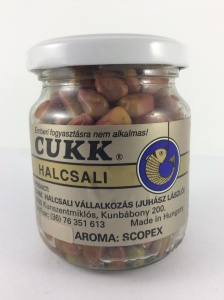 Emberi fogyasztásra nem alkalmas!
CUKK ®
HALCSALI
HALCSALI VÁLLALKOZÁS (JUHÁSZ LÁSZLÓ)
Kunszentmiklós, Kunbábony 200.
(36) 76 351 613
Made in Hungary
AROMA: SCOPEX